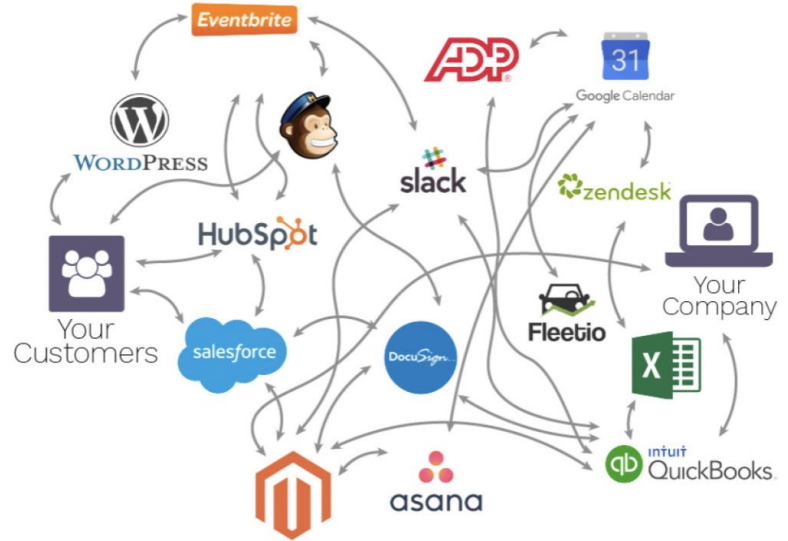 Eventbrite
ADP
31
Google Calendar
WORDPRESS
slack
zendesk
HubSpot
Your
Customers
Your
Company
salesforce
DocuSign
Fleetio
X
asana
qb
intuit
QuickBooks